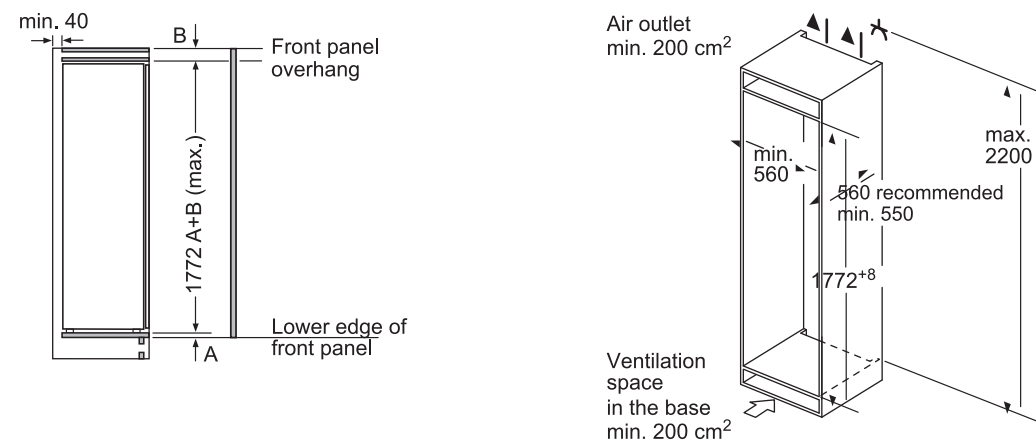 min. 40
B
Front panel
overhang
1772 A+B (max.)
Lower edge of
front panel
A
Air outlet
min. 200 cm²
max.
2200
min.
560
560 recommended
min. 550
1772⁺⁸
Ventilation
space
in the base
min. 200 cm²